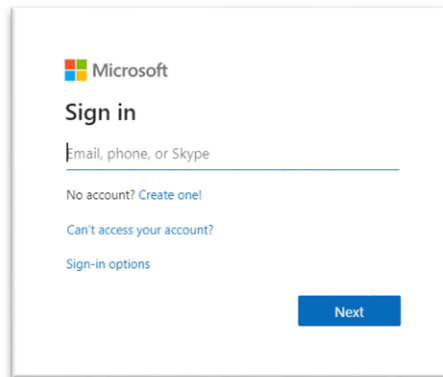 Microsoft
Sign in
Email, phone, or Skype
No account? Create one!
Can't access your account?
Sign-in options
Next